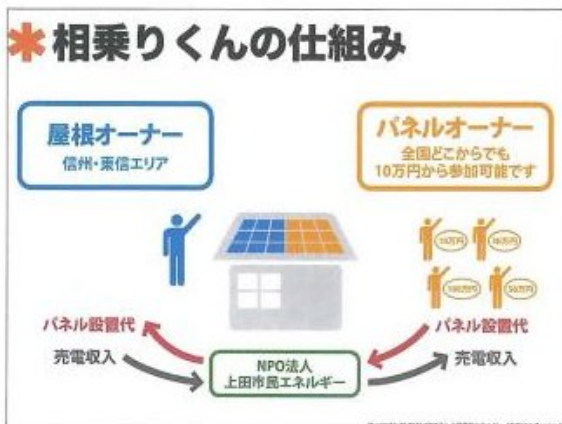 *相乗りくんの仕組み
屋根オーナー
信州・東信エリア
パネルオーナー
全国どこからでも
10万円から参加可能です
パネル設置代
売電収入
NPO法人
上田市民エネルギー
パネル設置代
売電収入